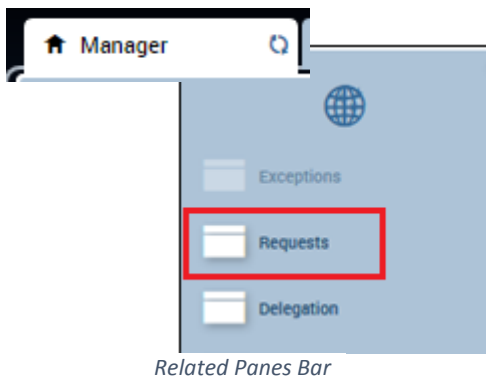 Manager
Exceptions
Requests
Delegation
Related Panes Bar